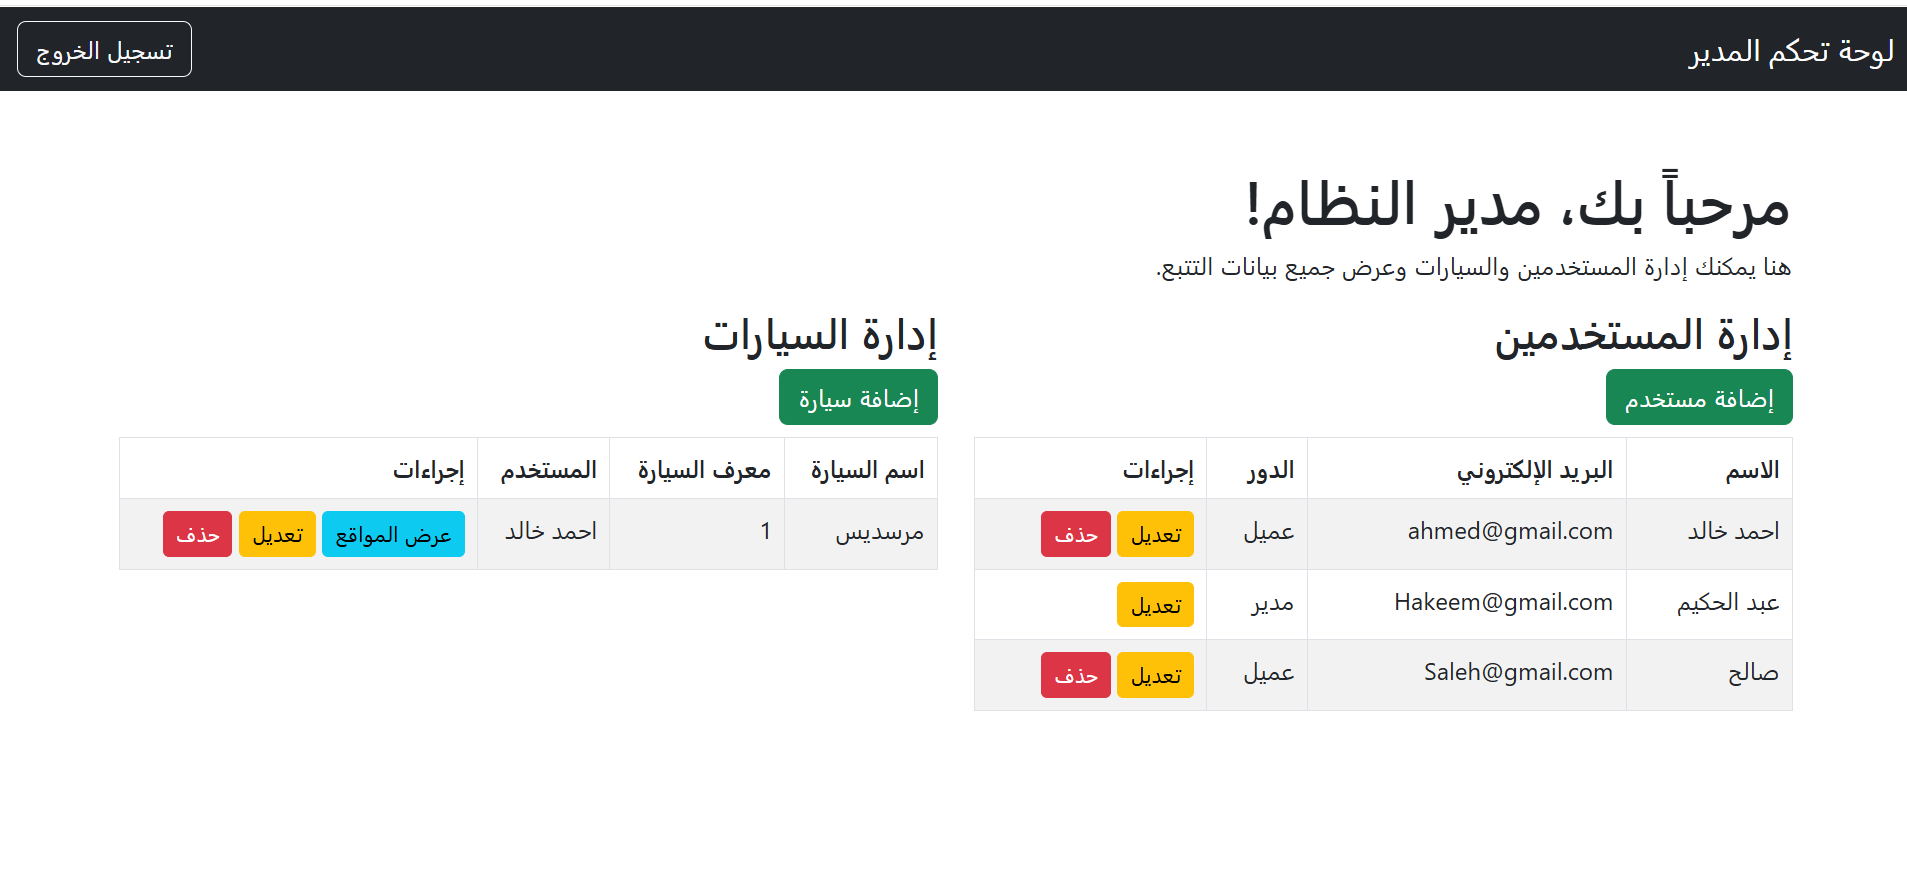 لوحة تحكم المدير
تسجيل الخروج
مرحباً بك، مدير النظام!
هنا يمكنك إدارة المستخدمين والسيارات وعرض جميع بيانات التتبع.
إدارة المستخدمين
إضافة مستخدم
الاسم البريد الإلكتروني الدور إجراءات
احمد خالد ahmed@gmail.com عميل تعديل حذف
عبد الحكيم Hakeem@gmail.com مدير تعديل
صالح Saleh@gmail.com عميل تعديل حذف
إدارة السيارات
إضافة سيارة
اسم السيارة معرف السيارة المستخدم إجراءات
مرسديس 1 احمد خالد عرض المواقع تعديل حذف